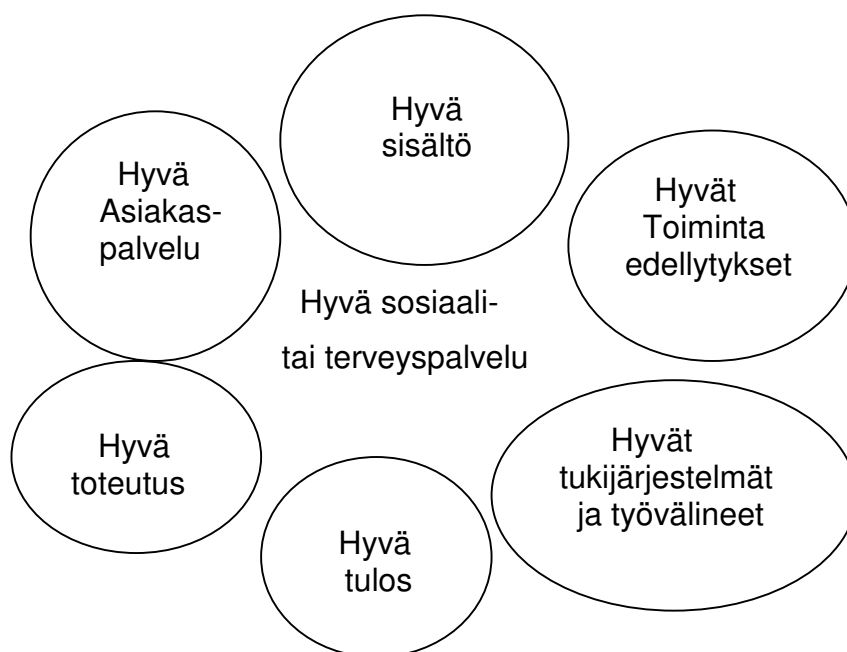 Hyvä
sisältö
Hyvä
Asiakas-
palvelu
Hyvät
Toiminta
edellytykset
Hyvä sosiaali-
tai terveyspalvelu
Hyvä
toteutus
Hyvät
tukijärjestelmät
ja työvälineet
Hyvä
tulos